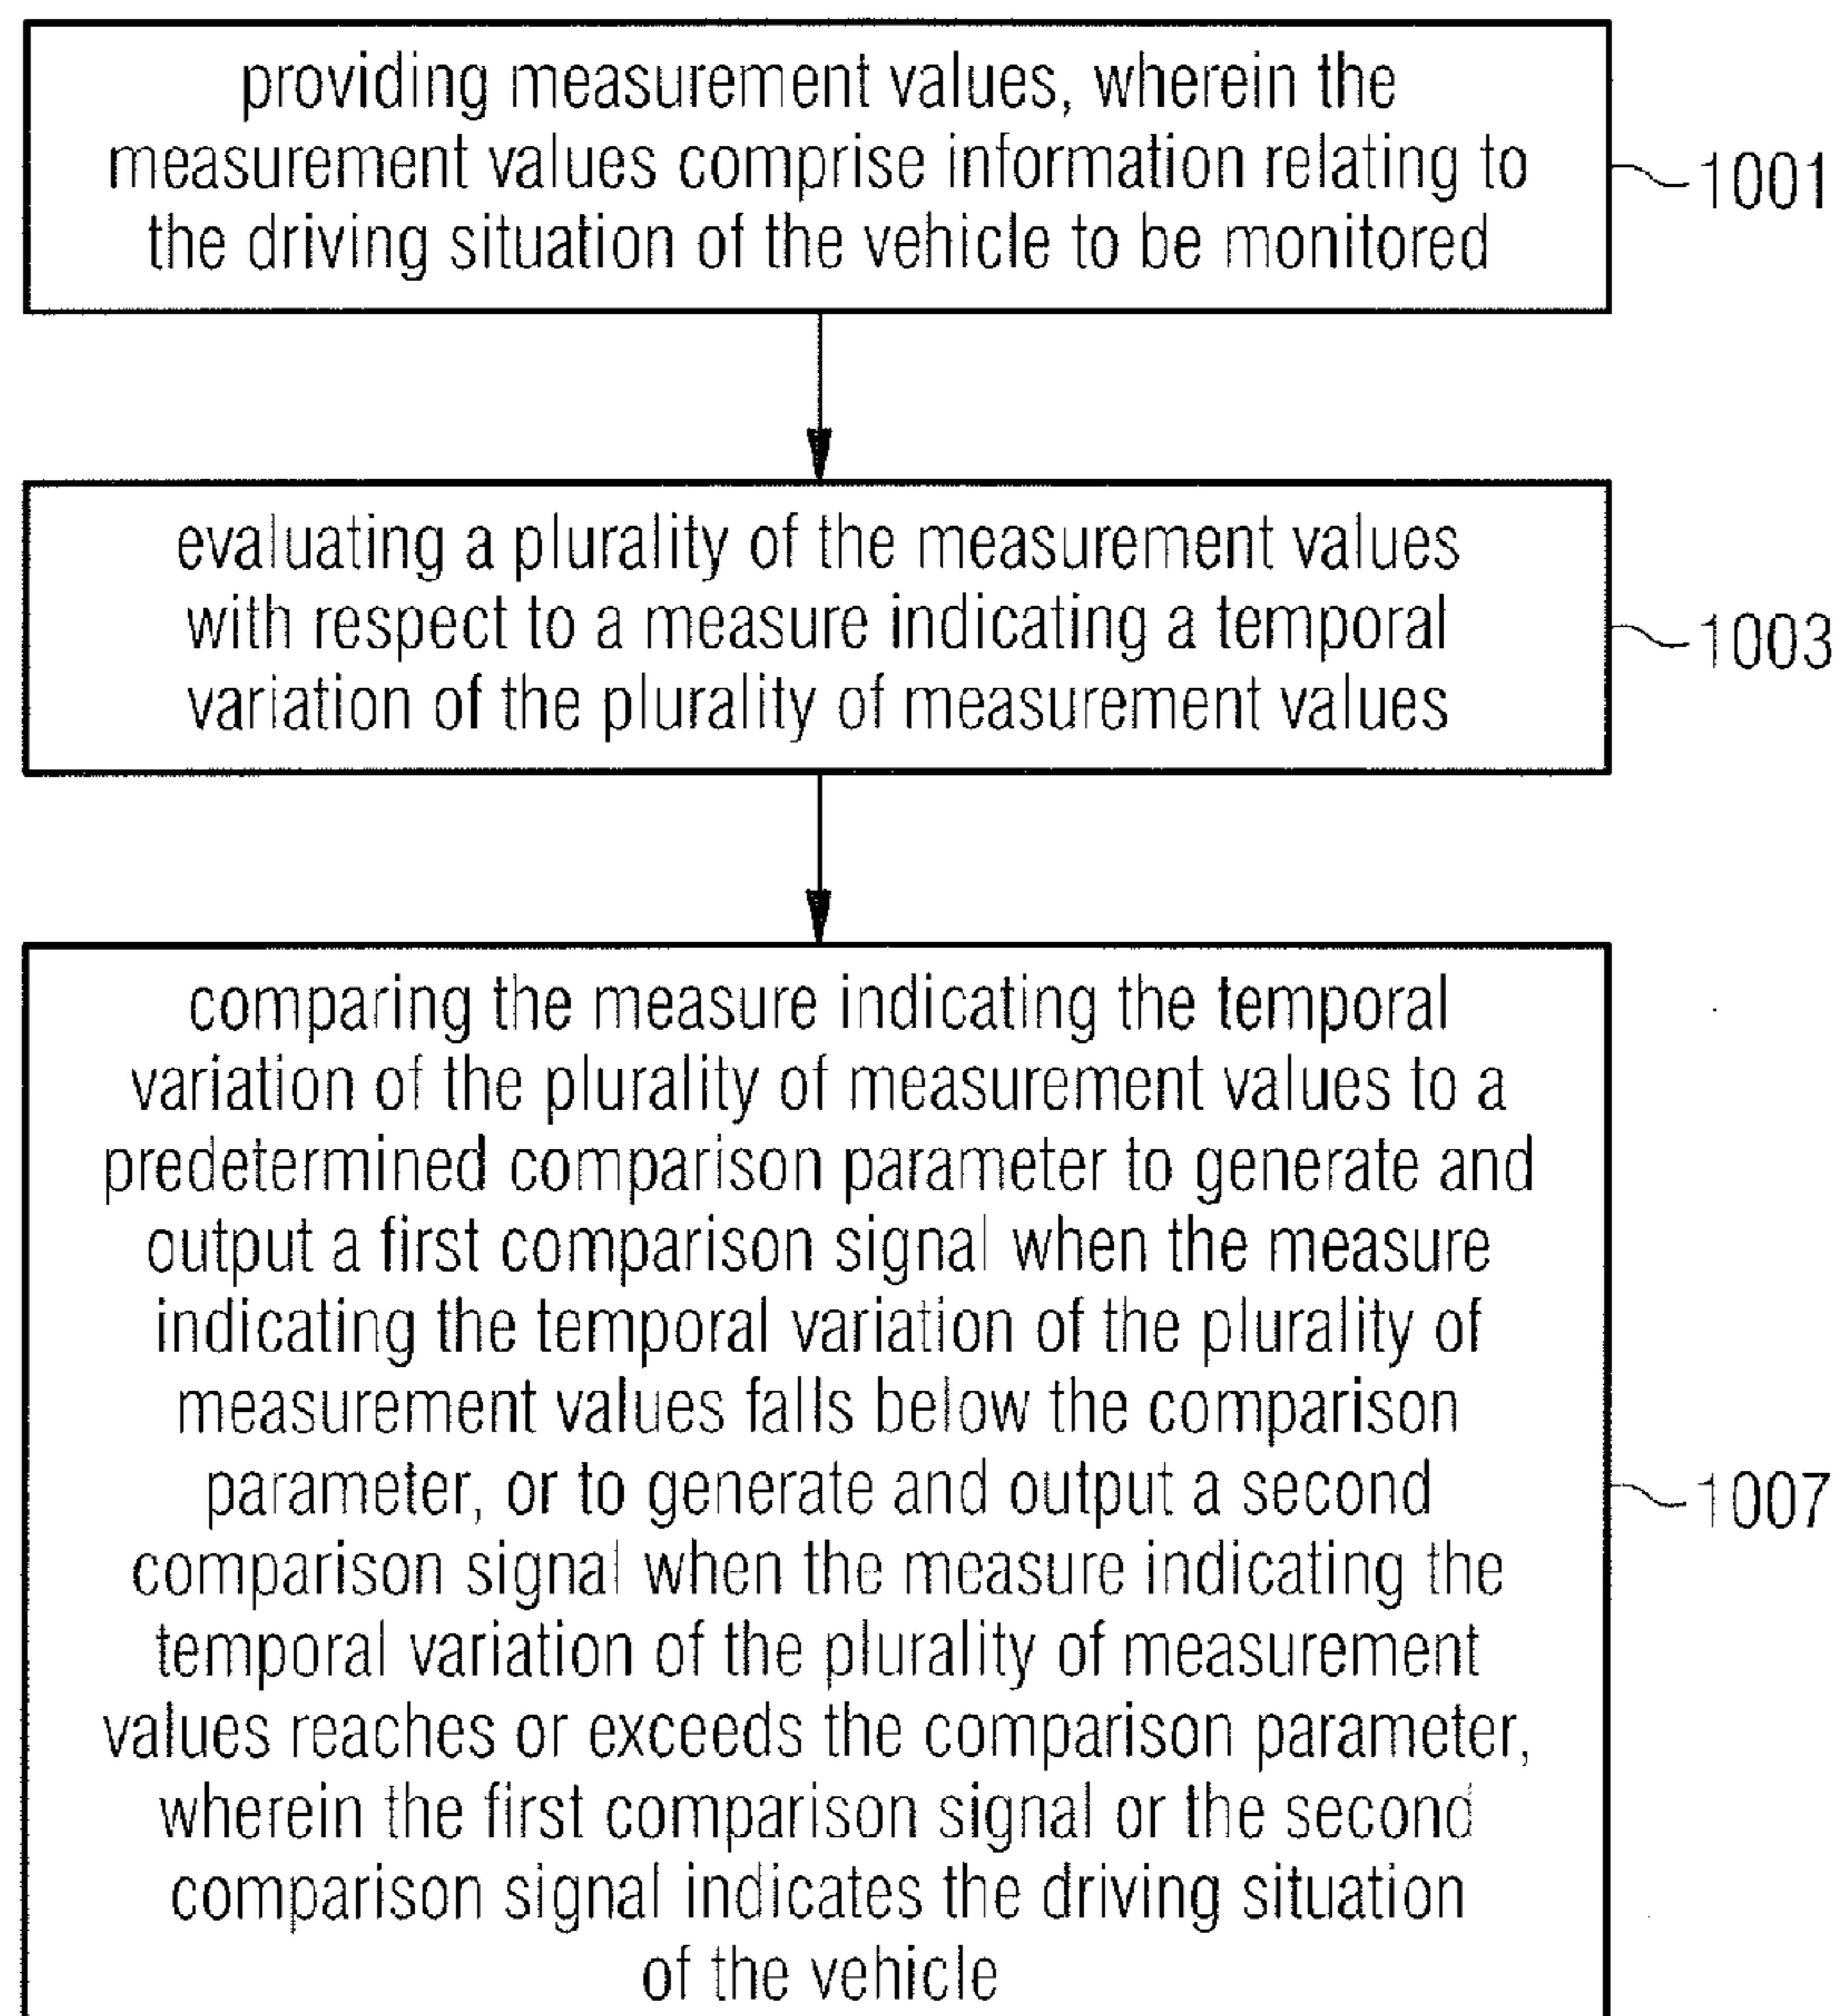 providing measurement values, wherein the
measurement values comprise information relating to
the driving situation of the vehicle to be monitored
1001
evaluating a plurality of the measurement values
with respect to a measure indicating a temporal
variation of the plurality of measurement values
1003
comparing the measure indicating the temporal
variation of the plurality of measurement values to a
predetermined comparison parameter to generate and
output a first comparison signal when the measure
indicating the temporal variation of the plurality of
measurement values falls below the comparison
parameter, or to generate and output a second
comparison signal when the measure indicating the
temporal variation of the plurality of measurement
values reaches or exceeds the comparison parameter,
wherein the first comparison signal or the second
comparison signal indicates the driving situation
of the vehicle
1007